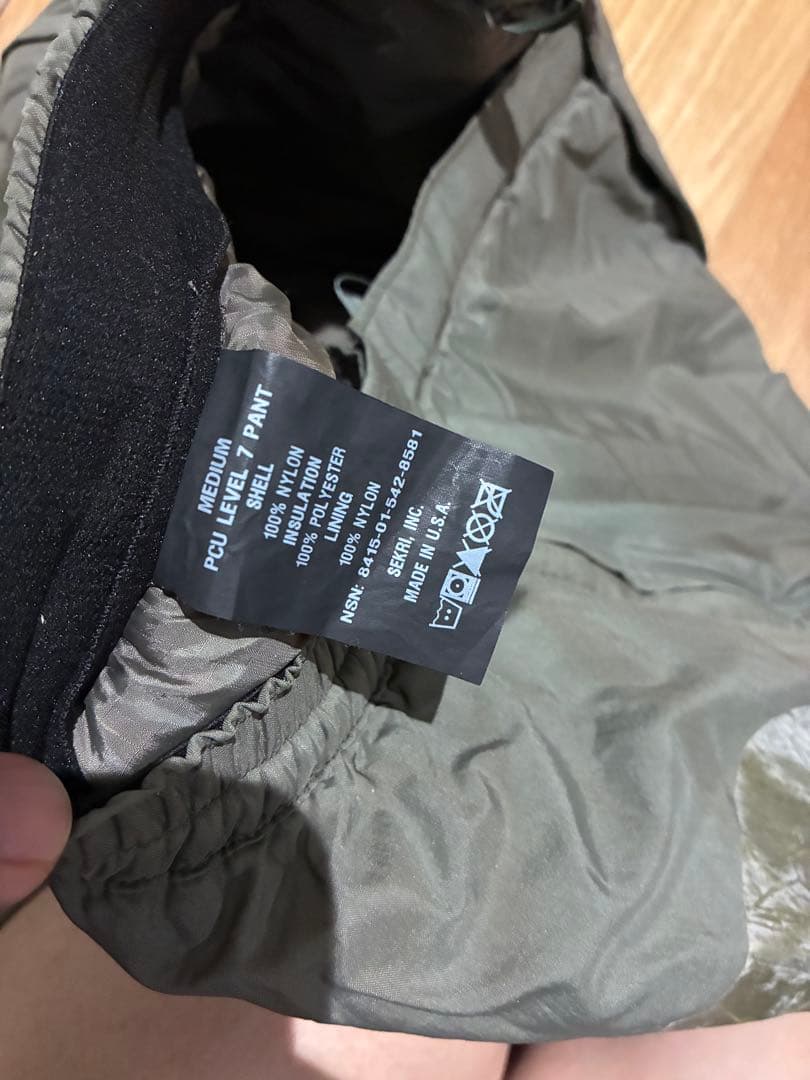 MEDIUM
PCU LEVEL 7 PANT
SHELL
100% NYLON
INSULATION
100% POLYESTER
LINING
100% NYLON
NSN: 8415-01-542-8581
SEKRI, INC.
MADE IN U.S.A.